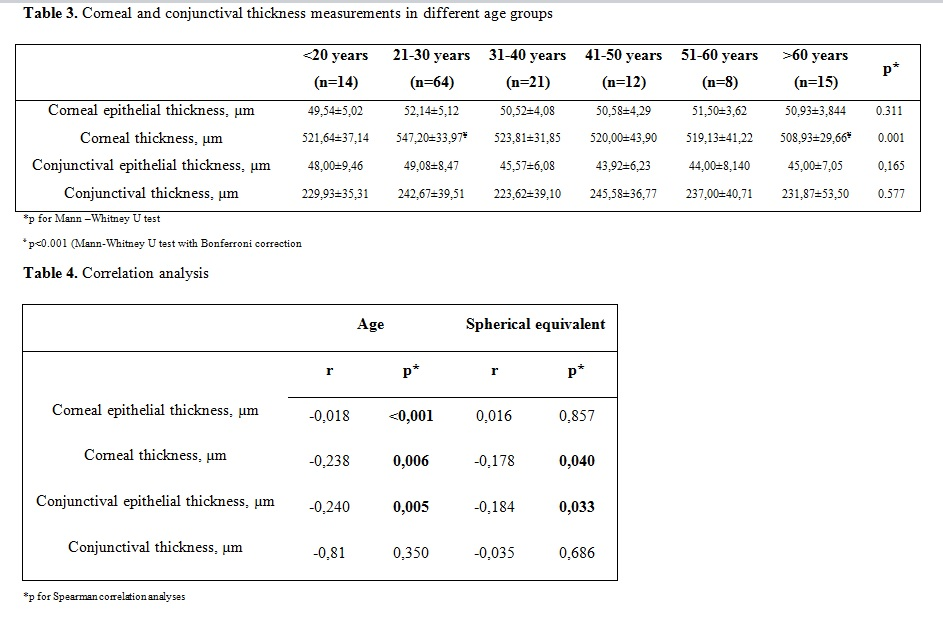 Table 3. Corneal and conjunctival thickness measurements in different age groups
<20 years 21-30 years 31-40 years 41-50 years 51-60 years >60 years p*
(n=14) (n=64) (n=21) (n=12) (n=8) (n=15)
Corneal epithelial thickness, µm 49,54±5,02 52,14±5,12 50,52±4,08 50,58±4,29 51,50±3,62 50,93±3,844 0.311
Corneal thickness, µm 521,64±37,14 547,20±33,97¥ 523,81±31,85 520,00±43,90 519,13±41,22 508,93±29,66¥ 0.001
Conjunctival epithelial thickness, µm 48,00±9,46 49,08±8,47 45,57±6,08 43,92±6,23 44,00±8,140 45,00±7,05 0,165
Conjunctival thickness, µm 229,93±35,31 242,67±39,51 223,62±39,10 245,58±36,77 237,00±40,71 231,87±53,50 0.577
*p for Mann –Whitney U test
¥ p<0.001 (Mann-Whitney U test with Bonferroni correction
Table 4. Correlation analysis
Age Spherical equivalent
r p* r p*
Corneal epithelial thickness, µm -0,018 <0,001 0,016 0,857
Corneal thickness, µm -0,238 0,006 -0,178 0,040
Conjunctival epithelial thickness, µm -0,240 0,005 -0,184 0,033
Conjunctival thickness, µm -0,81 0,350 -0,035 0,686
*p for Spearman correlation analyses